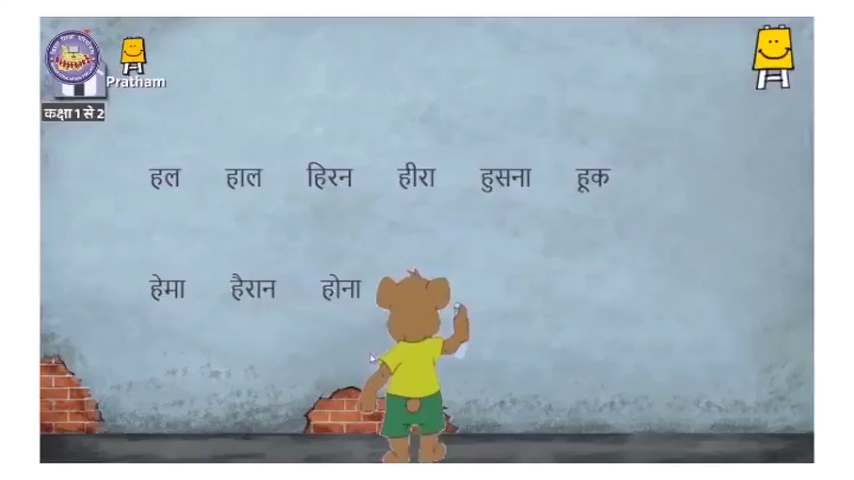 Pratham
कक्षा 1 से 2
हल हाल हिरन हीरा हुसना हूक
हेमा हैरान होना